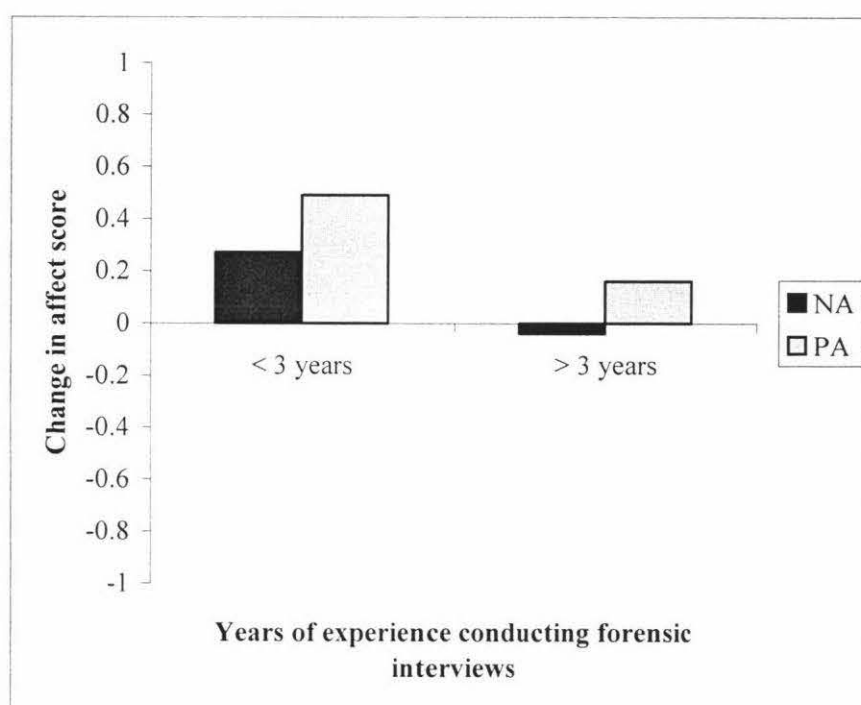 1
0.8
0.6
0.4
0.2
0
-0.2
-0.4
-0.6
-0.8
-1
Change in affect score
< 3 years
> 3 years
NA
PA
Years of experience conducting forensic
interviews